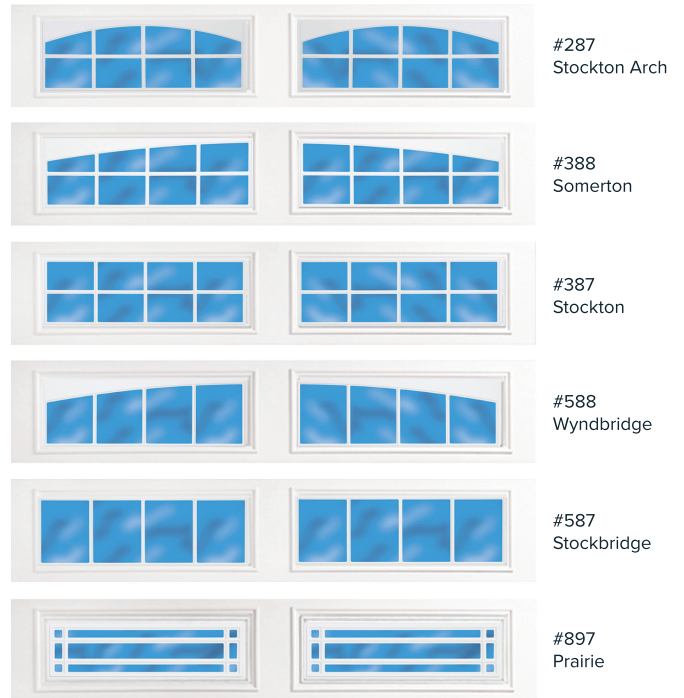 #287
Stockton Arch
#388
Somerton
#387
Stockton
#588
Wyndbridge
#587
Stockbridge
#897
Prairie